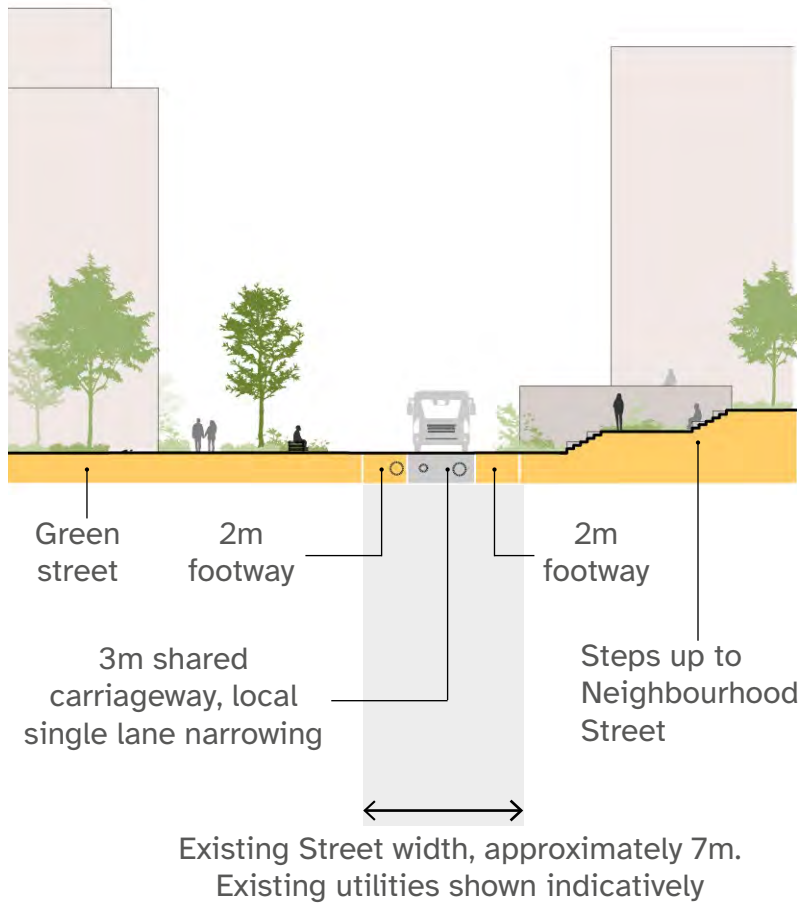 Green
street
2m
footway
2m
footway
3m shared
carriageway, local
single lane narrowing
Steps up to
Neighbourhood
Street
Existing Street width, approximately 7m.
Existing utilities shown indicatively